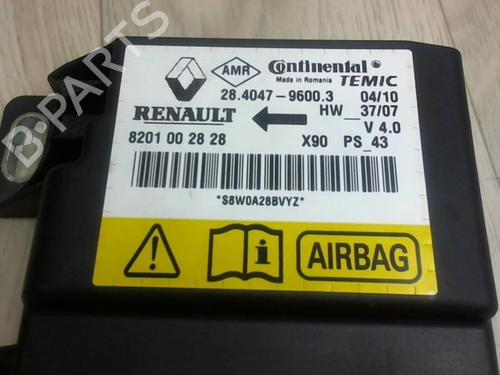 B-PARTS
AMR Continental
Made in Romania TEMIC
28.4047-9600.3 04/10
RENAULT HW__37/07
V 4.0
8201 00 28 28 X90 PS_43
*S8W0A28BVYZ*
i AIRBAG